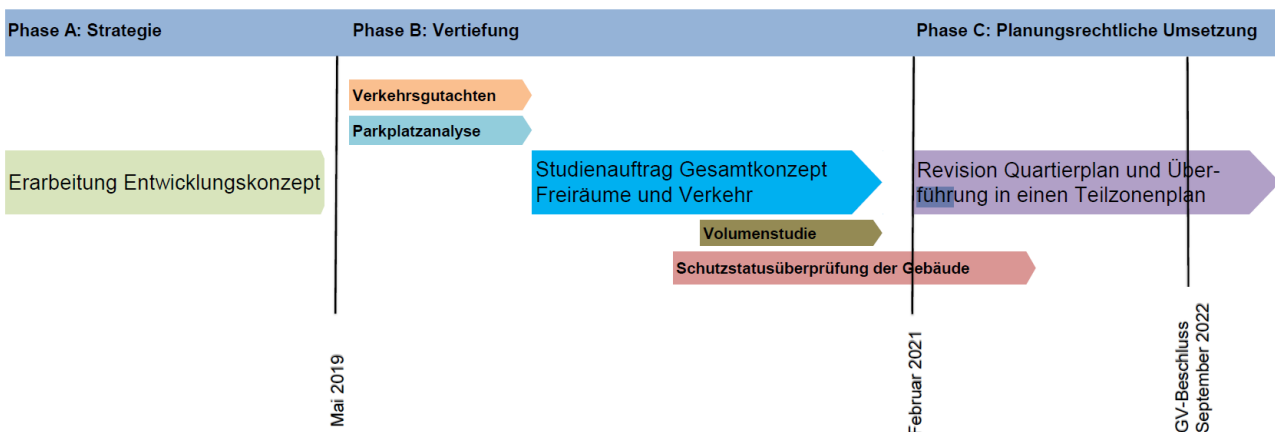 Phase A: Strategie
Phase B: Vertiefung
Phase C: Planungsrechtliche Umsetzung
Verkehrsgutachten
Parkplatzanalyse
Erarbeitung Entwicklungskonzept
Studienauftrag Gesamtkonzept
Freiräume und Verkehr
Revision Quartierplan und Über-
führung in einen Teilzonenplan
Volumenstudie
Schutzstatusüberprüfung der Gebäude
Mai 2019
Februar 2021
GV-Beschluss
September 2022